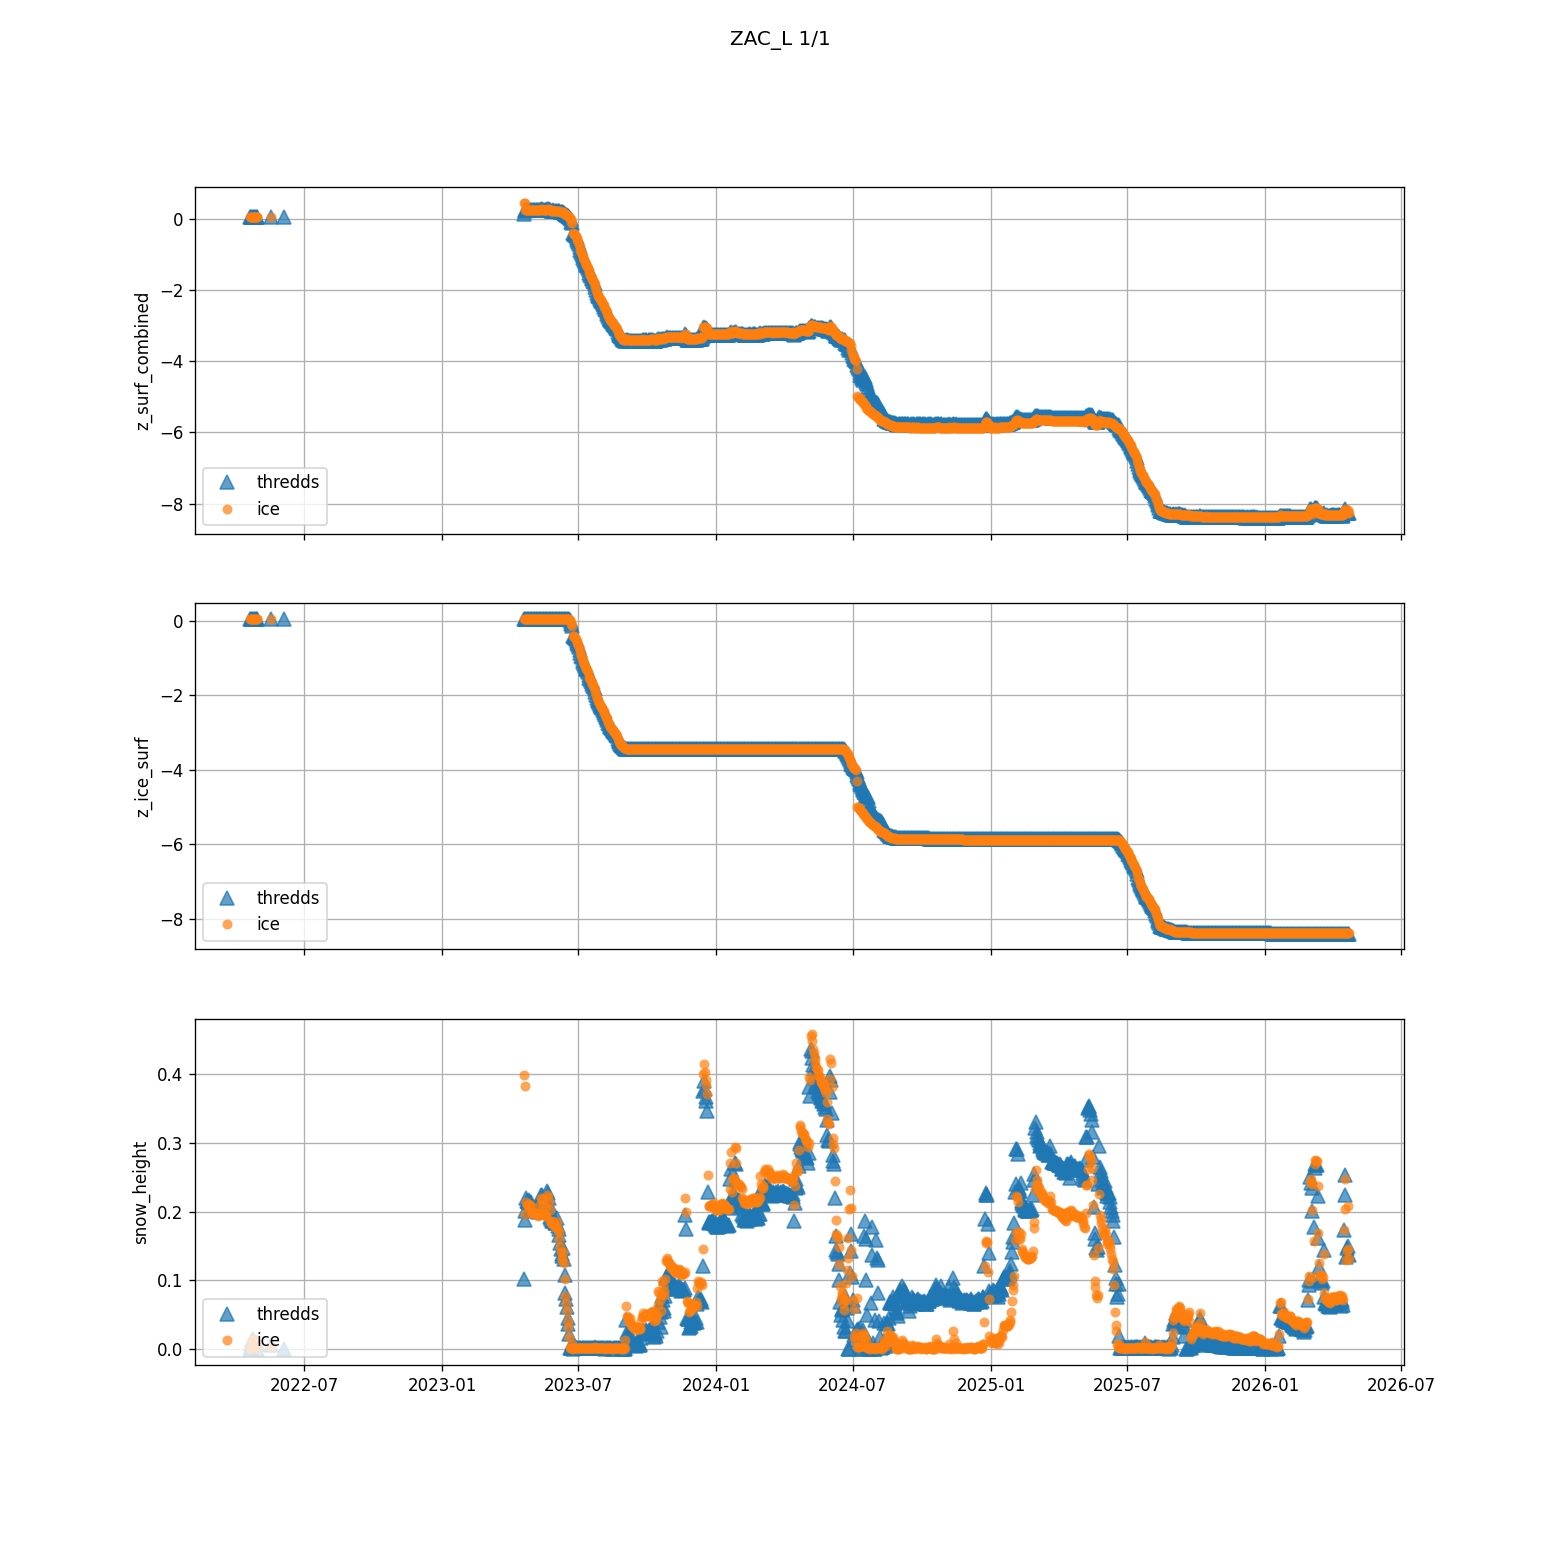 ZAC_L 1/1
z_surf_combined
0
−2
−4
−6
−8
thredds
ice
z_ice_surf
0
−2
−4
−6
−8
thredds
ice
snow_height
0.4
0.3
0.2
0.1
0.0
thredds
ice
2022-07 2023-01 2023-07 2024-01 2024-07 2025-01 2025-07 2026-01 2026-07